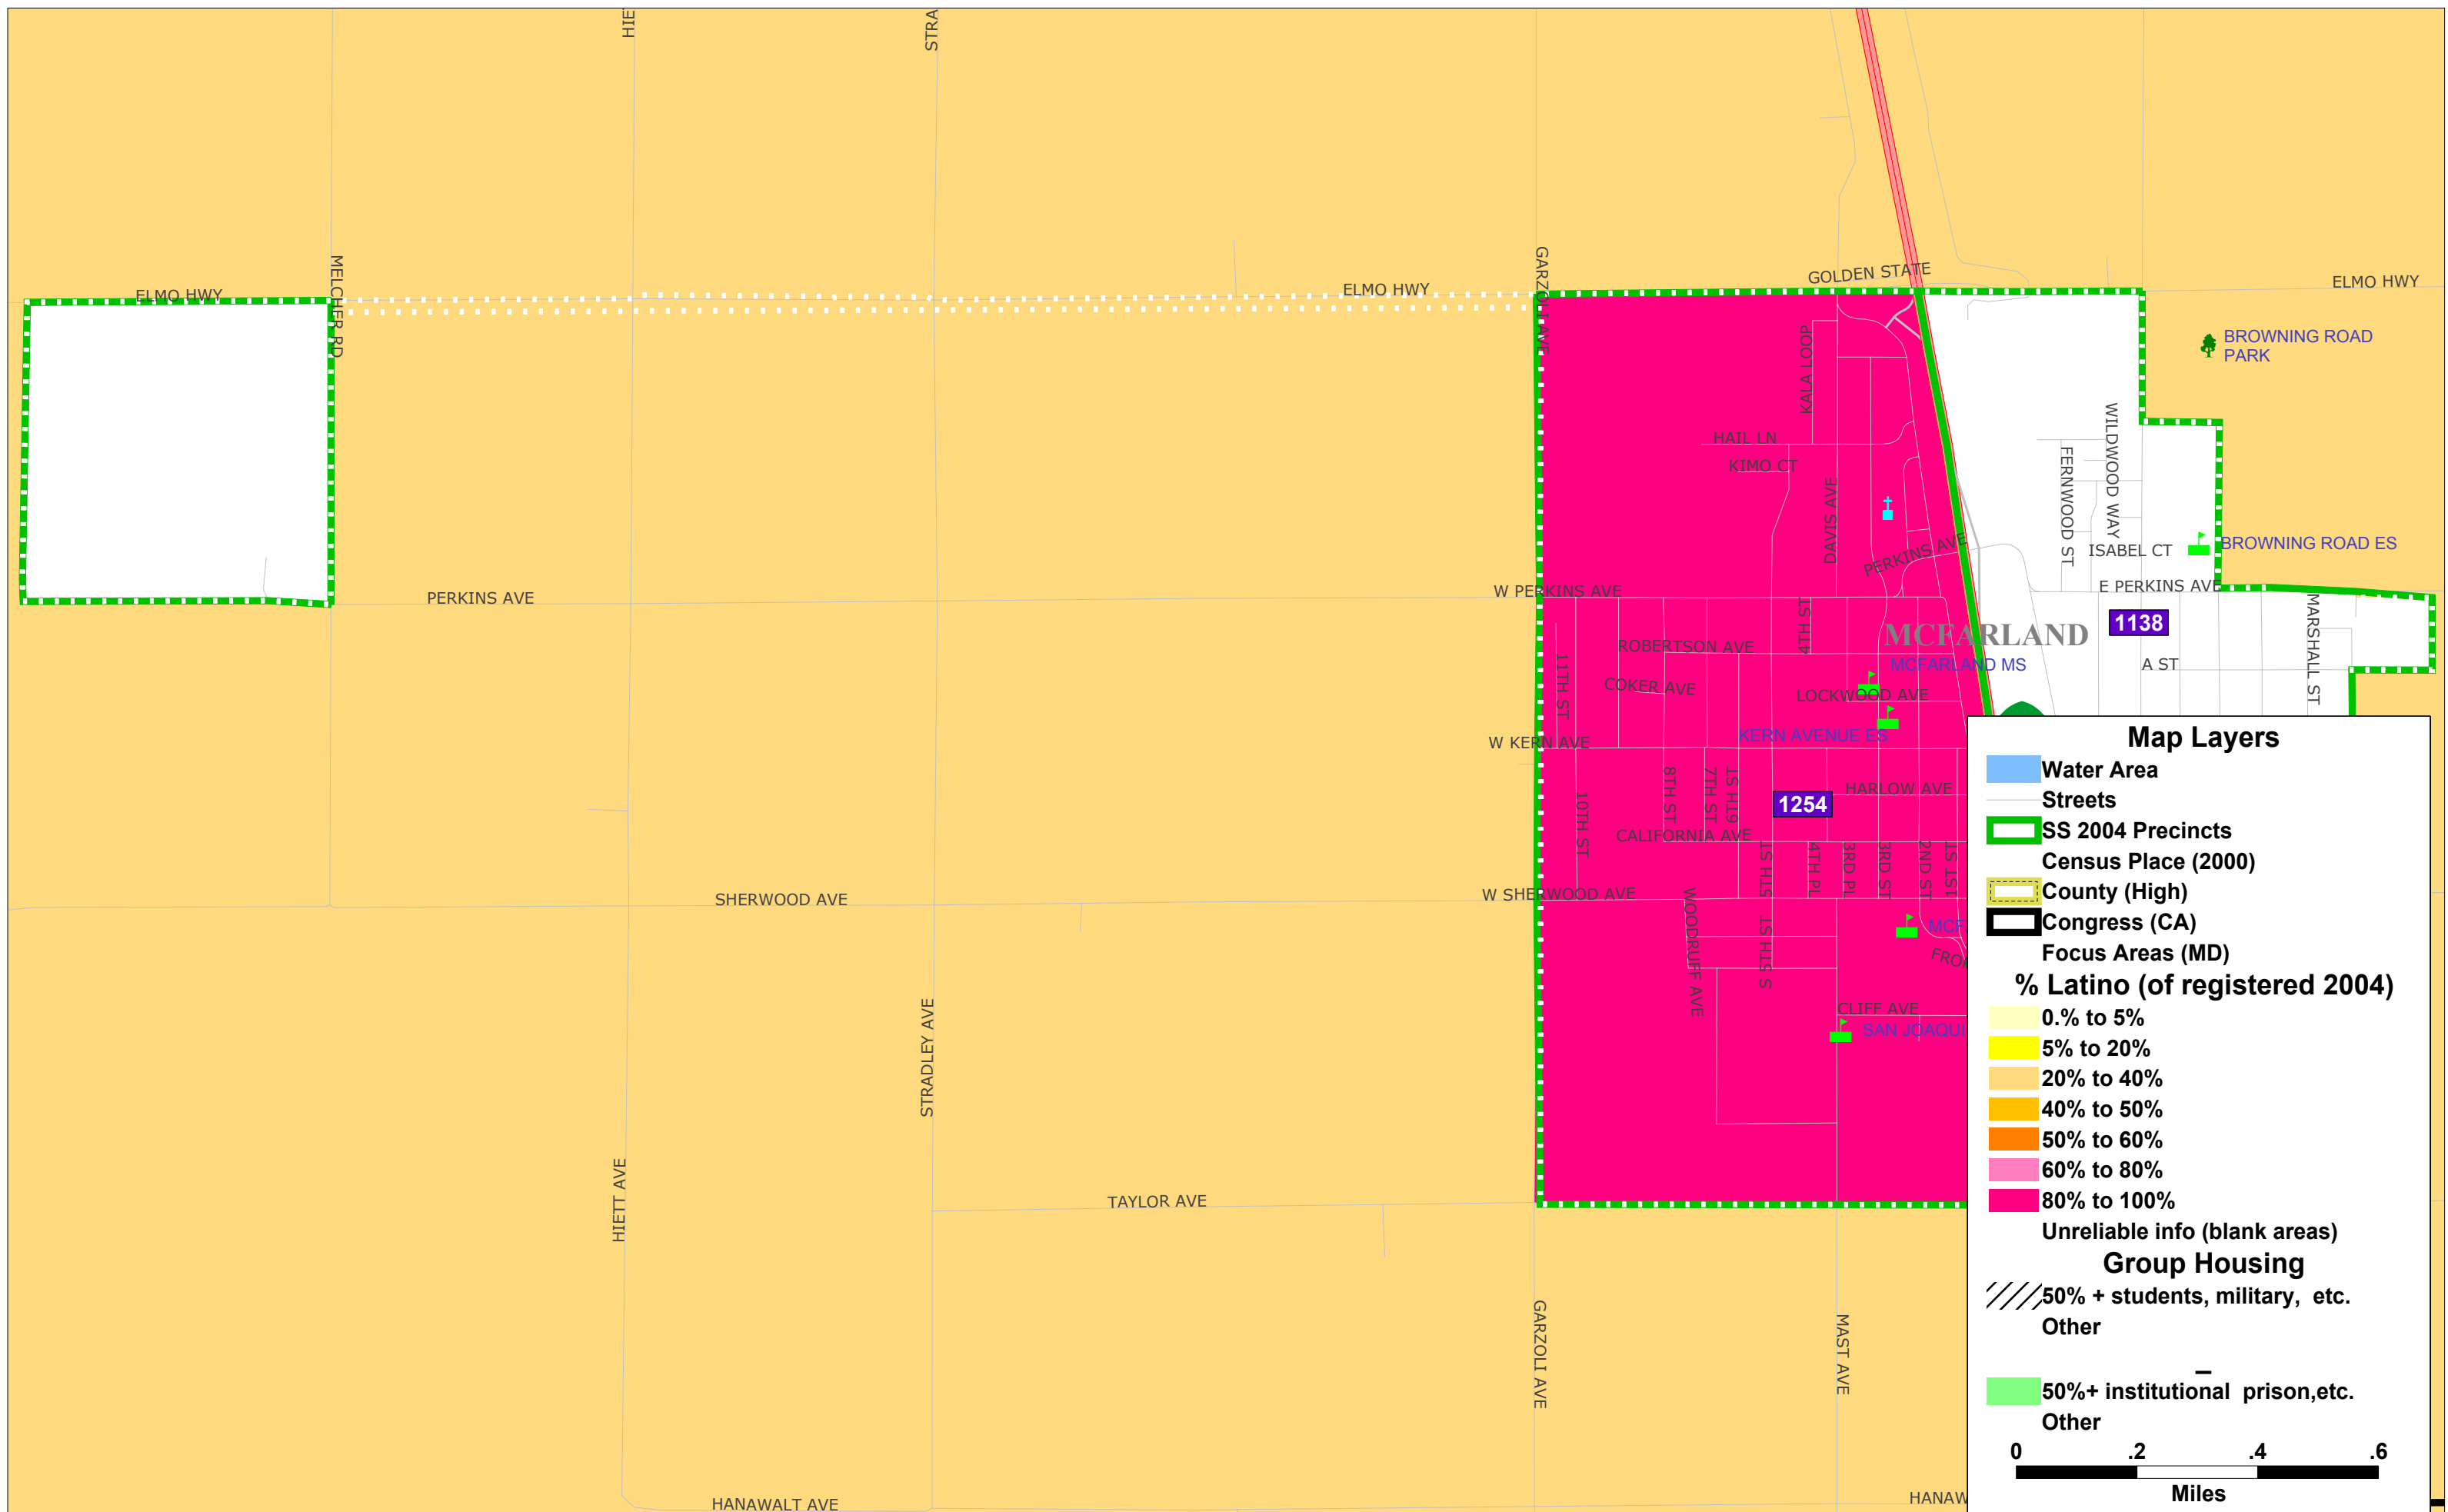 HIE
STRA
GOLDEN STATE
ELMO HWY
ELMO HWY
ELMO HWY
MELCHER RD
GARZOLI AVE
BROWNING ROAD
PARK
KALA LOOP
HAIL LN
KIMO CT
DAVIS AVE
PERKINS AVE
FERNWOOD ST
WILDWOOD WAY
ISABEL CT
BROWNING ROAD ES
PERKINS AVE
W PERKINS AVE
E PERKINS AVE
1138
MCFARLAND
4TH ST
ROBERTSON AVE
MCFARLAND MS
A ST
MARSHALL ST
11TH ST
COKER AVE
LOCKWOOD AVE
KERN AVENUE ES
W KERN AVE
8TH ST
7TH ST
6TH ST
10TH ST
HARLOW AVE
1254
CALIFORNIA AVE
5TH ST
4TH PL
3RD PL
3RD ST
2ND ST
1ST ST
SHERWOOD AVE
W SHERWOOD AVE
WOODRUFF AVE
S 5TH ST
MCF
FRO
CLIFF AVE
SAN JOAQUI
STRADLEY AVE
HIETT AVE
TAYLOR AVE
GARZOLI AVE
MAST AVE
HANAWALT AVE
HANAW
Map Layers
Water Area
Streets
SS 2004 Precincts
Census Place (2000)
County (High)
Congress (CA)
Focus Areas (MD)
% Latino (of registered 2004)
0.% to 5%
5% to 20%
20% to 40%
40% to 50%
50% to 60%
60% to 80%
80% to 100%
Unreliable info (blank areas)
Group Housing
50% + students, military, etc.
Other
50%+ institutional prison,etc.
Other
0 .2 .4 .6
Miles